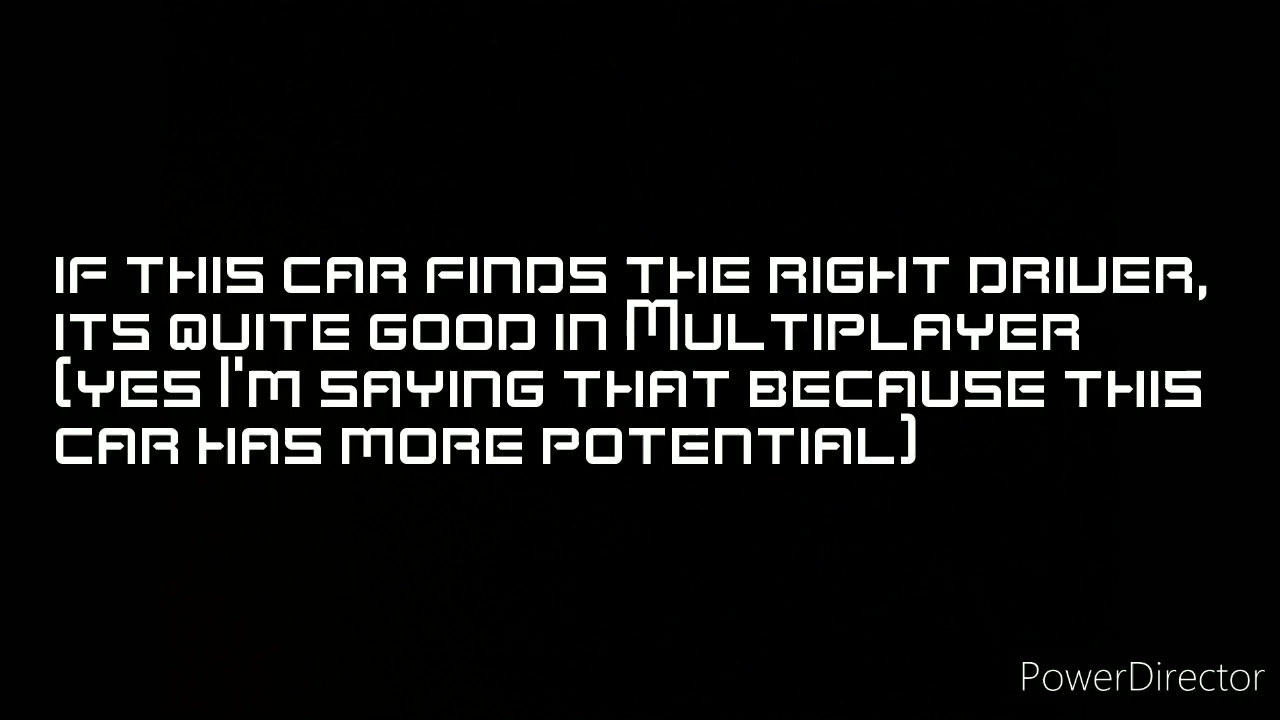 if this car finds the right driver,
its quite good in Multiplayer
(yes I'm saying that because this
car has more potential)
PowerDirector